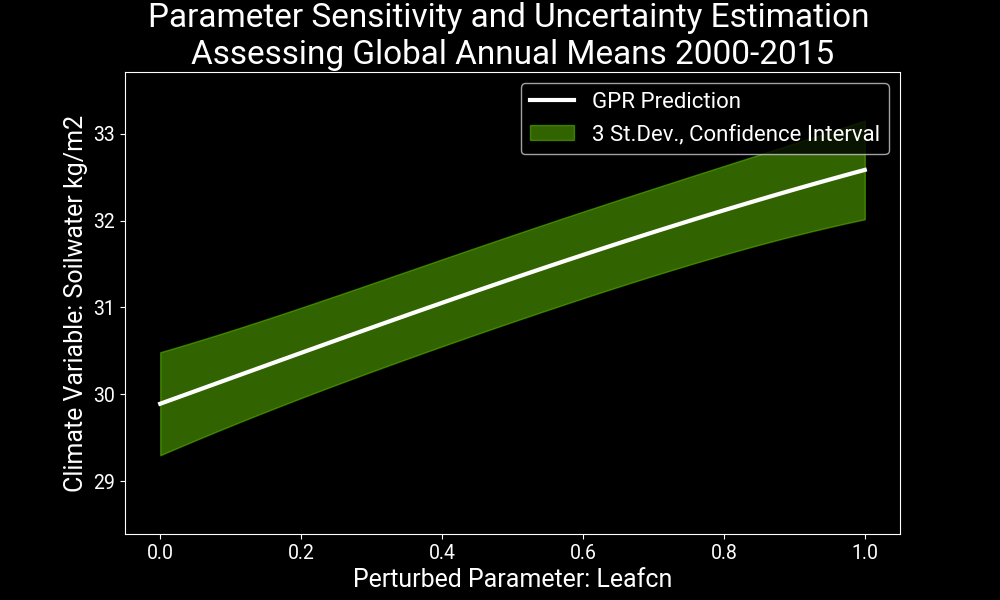 Parameter Sensitivity and Uncertainty Estimation
Assessing Global Annual Means 2000-2015
GPR Prediction
3 St.Dev., Confidence Interval
Climate Variable: Soilwater kg/m2
33
32
31
30
29
0.0 0.2 0.4 0.6 0.8 1.0
Perturbed Parameter: Leafcn